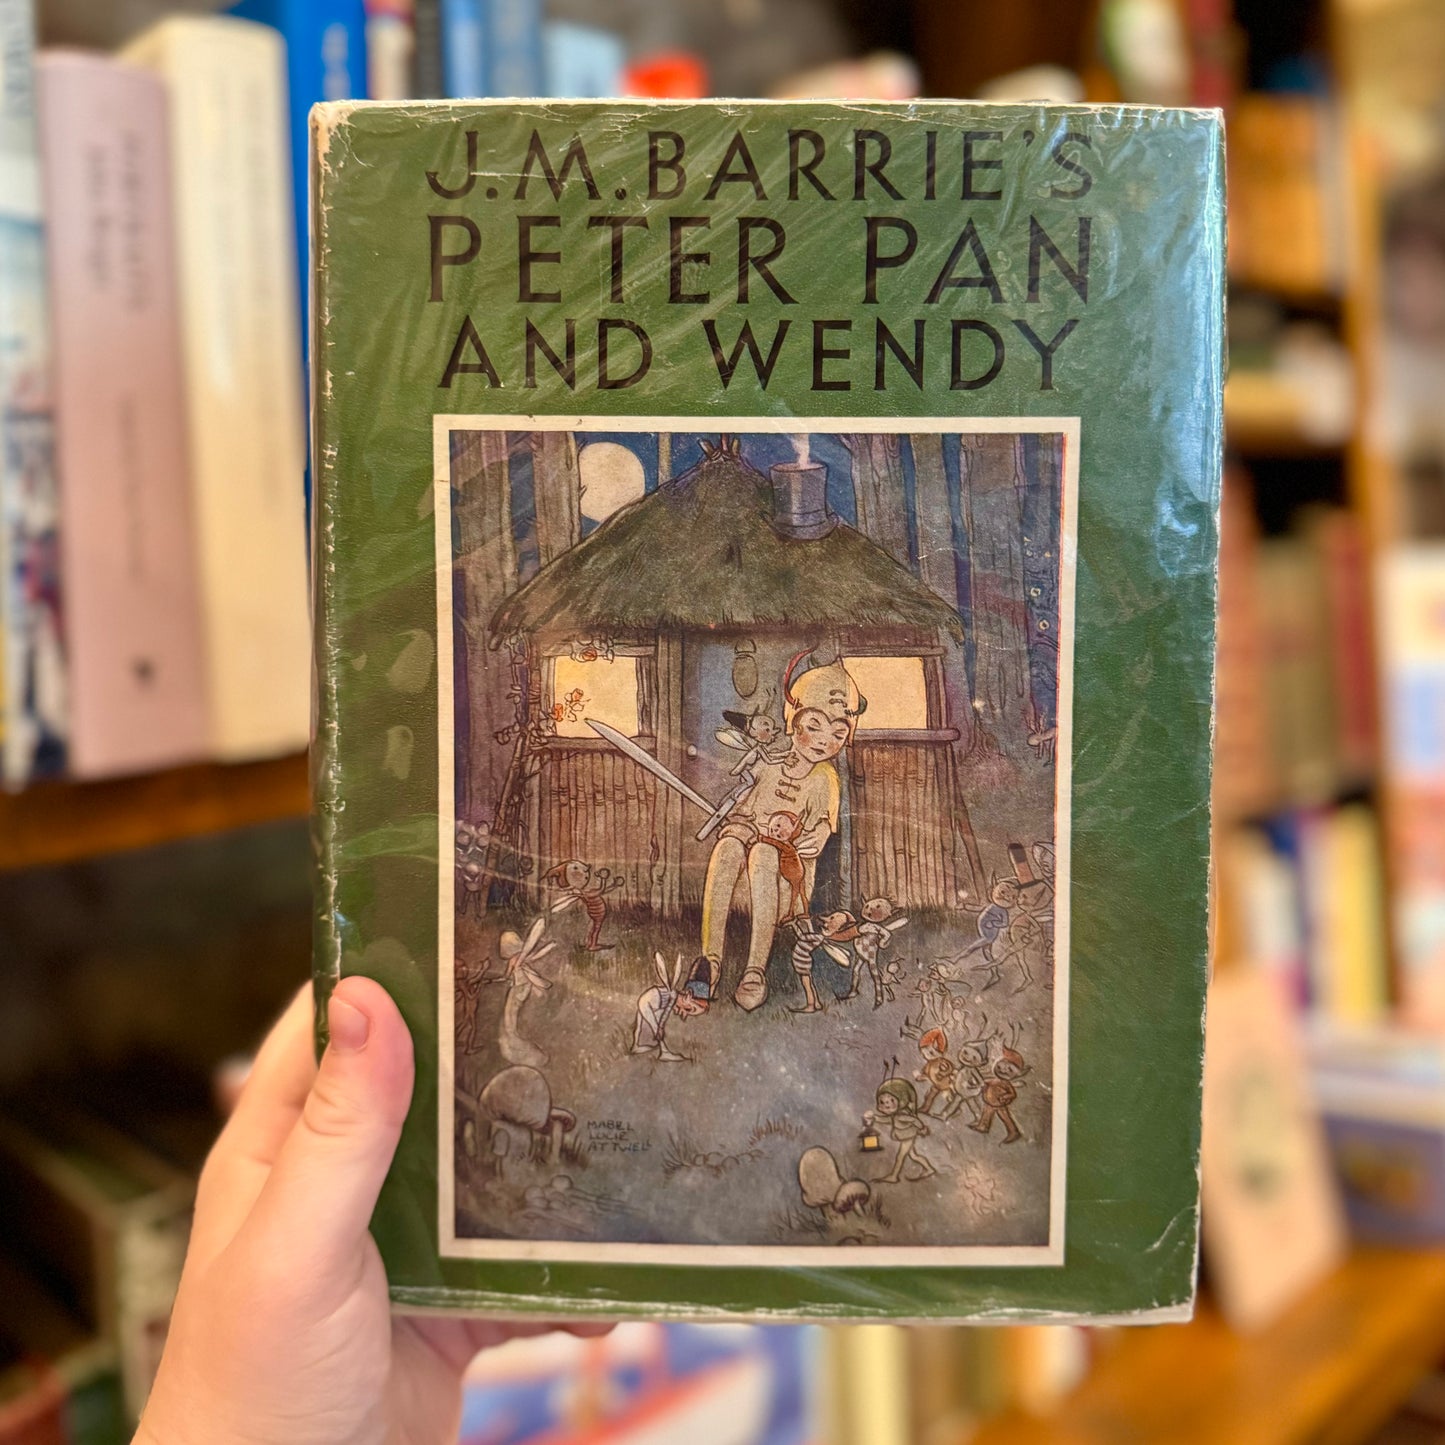 J.M. BARRIE'S
PETER PAN
AND WENDY
MABEL
LUCIE
ATTWELL